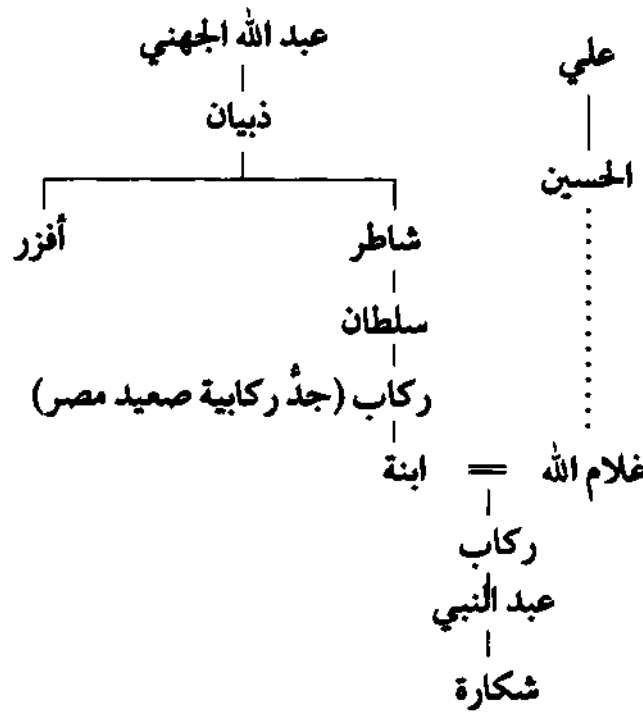 علي
عبد الله الجهني
الحسين
ذبيان
شاطر
أفزر
سلطان
ركاب (جدُّ ركابية صعيد مصر)
غلام الله = ابنة
ركاب
عبد النبي
شكارة